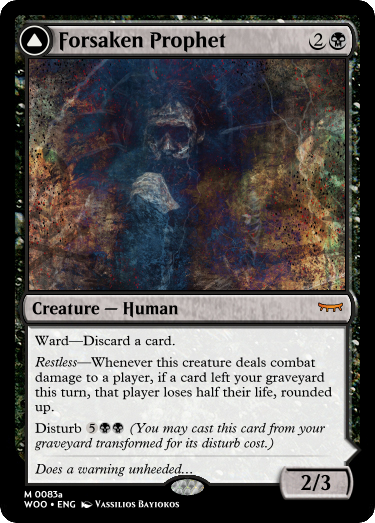 Forsaken Prophet 2
Creature — Human
Ward—Discard a card.
Restless—Whenever this creature deals combat
damage to a player, if a card left your graveyard
this turn, that player loses half their life, rounded
up.
Disturb 5 (You may cast this card from your
graveyard transformed for its disturb cost.)
Does a warning unheeded...
2/3
M 0083a
WOO • ENG Vassilios Bayiokos